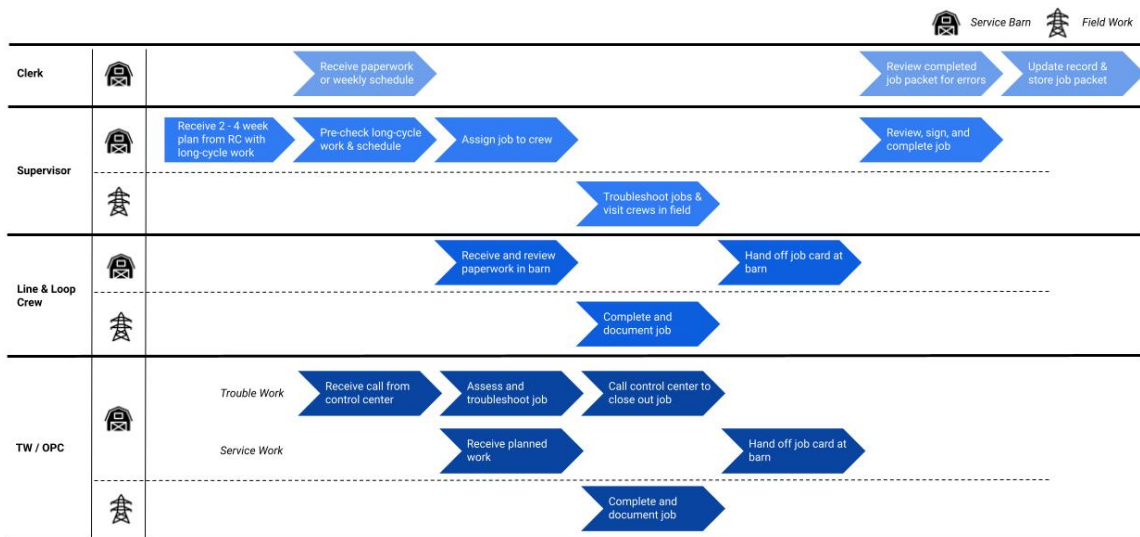 Service Barn
Field Work
Clerk
Receive paperwork
or weekly schedule
Review completed
job packet for errors
Update record &
store job packet
Supervisor
Receive 2 - 4 week
plan from RC with
long-cycle work
Pre-check long-cycle
work & schedule
Assign job to crew
Review, sign, and
complete job
Troubleshoot jobs &
visit crews in field
Line & Loop
Crew
Receive and review
paperwork in barn
Hand off job card at
barn
Complete and
document job
TW / OPC
Trouble Work
Receive call from
control center
Assess and
troubleshoot job
Call control center to
close out job
Service Work
Receive planned
work
Hand off job card at
barn
Complete and
document job